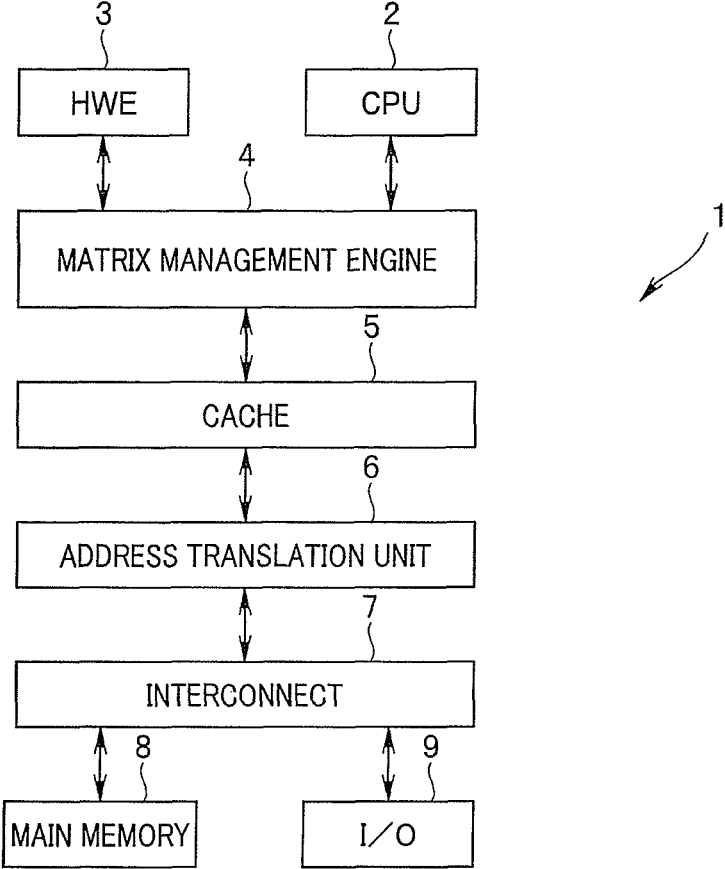 3
2
HWE
CPU
4
1
MATRIX MANAGEMENT ENGINE
5
CACHE
6
ADDRESS TRANSLATION UNIT
7
INTERCONNECT
8
9
MAIN MEMORY
I/O